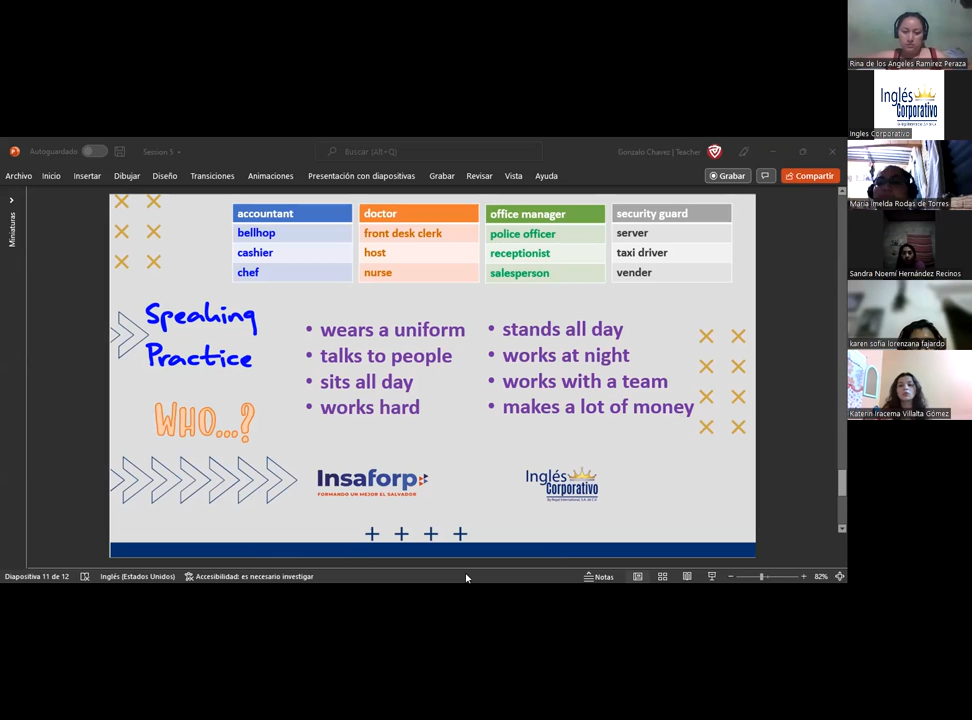 Autoguardado
Session 5
Buscar (Alt+Q)
Gonzalo Chavez | Teacher
Archivo Inicio Insertar Dibujar Diseño Transiciones Animaciones Presentación con diapositivas Grabar Revisar Vista Ayuda
Grabar
Compartir
Miniaturas
accountant doctor office manager security guard
bellhop front desk clerk police officer server
cashier host receptionist taxi driver
chef nurse salesperson vender
Speaking
Practice
WHO...?
• wears a uniform
• talks to people
• sits all day
• works hard
• stands all day
• works at night
• works with a team
• makes a lot of money
Insaforp
FORMANDO UN MEJOR EL SALVADOR
Inglés
Corporativo
Diapositiva 11 de 12 Inglés (Estados Unidos) Accesibilidad: es necesario investigar Notas 82%
Rina de los Angeles Ramirez Peraza
Inglés
Corporativo
Ingles Corporativo
Maria Imelda Rodas de Torres
Sandra Noemí Hernández Recinos
karen sofia lorenzana fajardo
Katerin Iracema Villalta Gómez